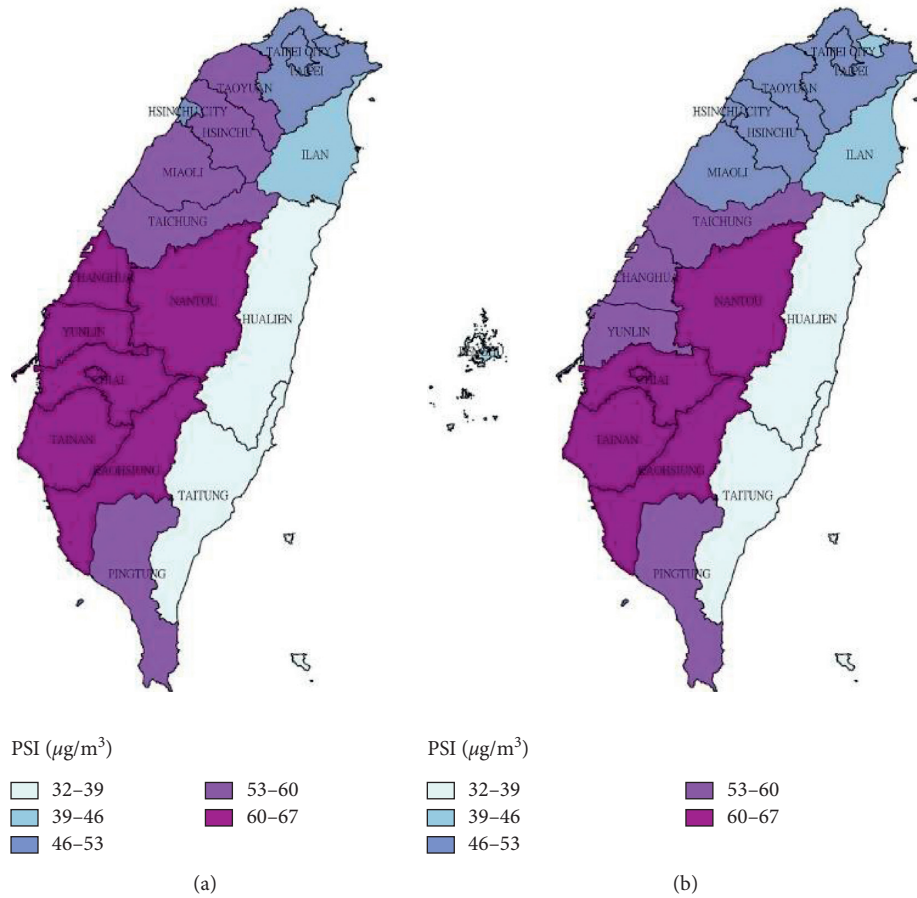 TAIPEI CITY
TAIPEI
TAOYUAN
HSINCHU CITY
HSINCHU
ILAN
MIAOLI
TAICHUNG
CHANGHUA
NANTOU
HUALIEN
YUNLIN
CHIAI
TAINAN
KAOHSIUNG
TAITUNG
PINGTUNG
TAIPEI CITY
TAIPEI
TAOYUAN
HSINCHU CITY
HSINCHU
ILAN
MIAOLI
TAICHUNG
CHANGHUA
NANTOU
HUALIEN
YUNLIN
CHIAI
TAINAN
KAOHSIUNG
TAITUNG
PINGTUNG
PSI (μg/m³)
32–39
39–46
46–53
53–60
60–67
(a)
PSI (μg/m³)
32–39
39–46
46–53
53–60
60–67
(b)